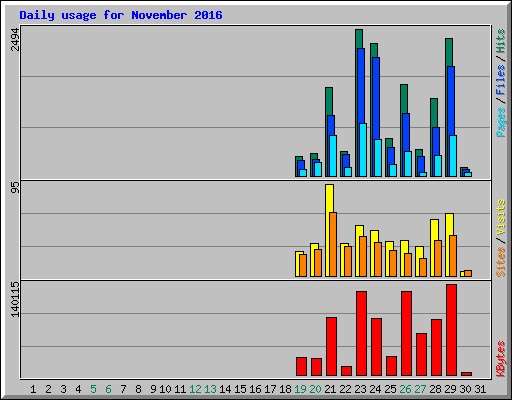 Daily usage for November 2016
2494
Pages / Files / Hits
95
Sites / Visits
140115
KBytes
1 2 3 4 5 6 7 8 9 10 11 12 13 14 15 16 17 18 19 20 21 22 23 24 25 26 27 28 29 30 31